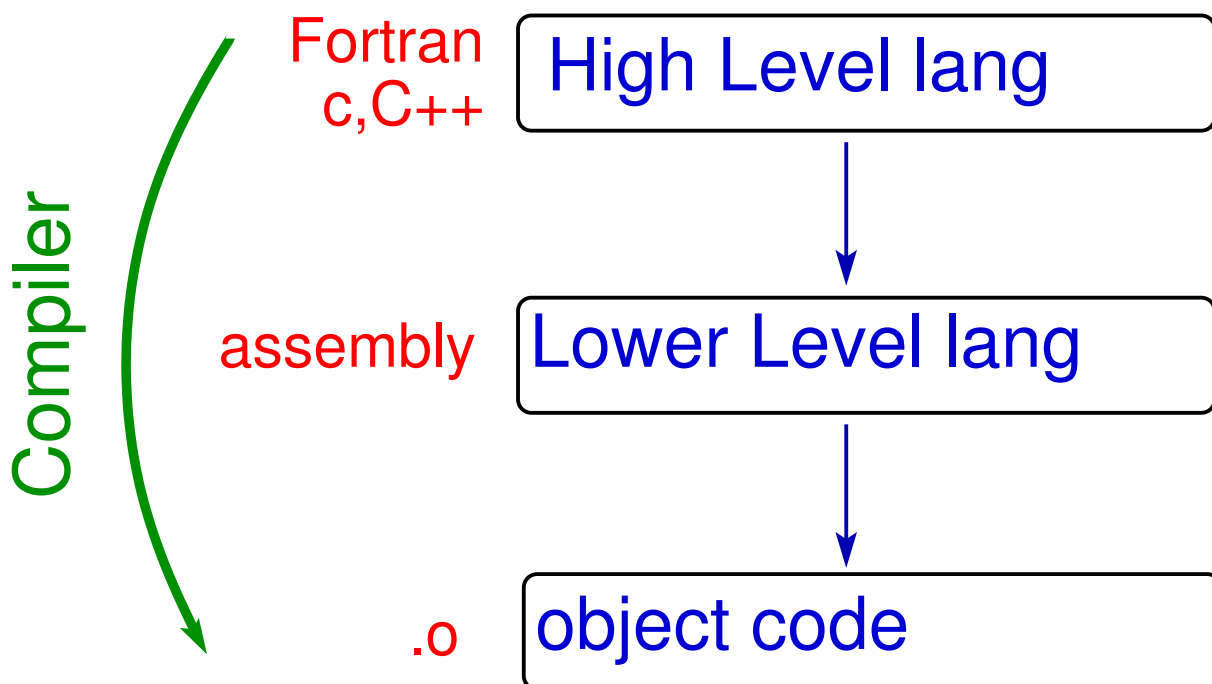 Fortran
c,C++
High Level lang
Compiler
assembly
Lower Level lang
.o
object code